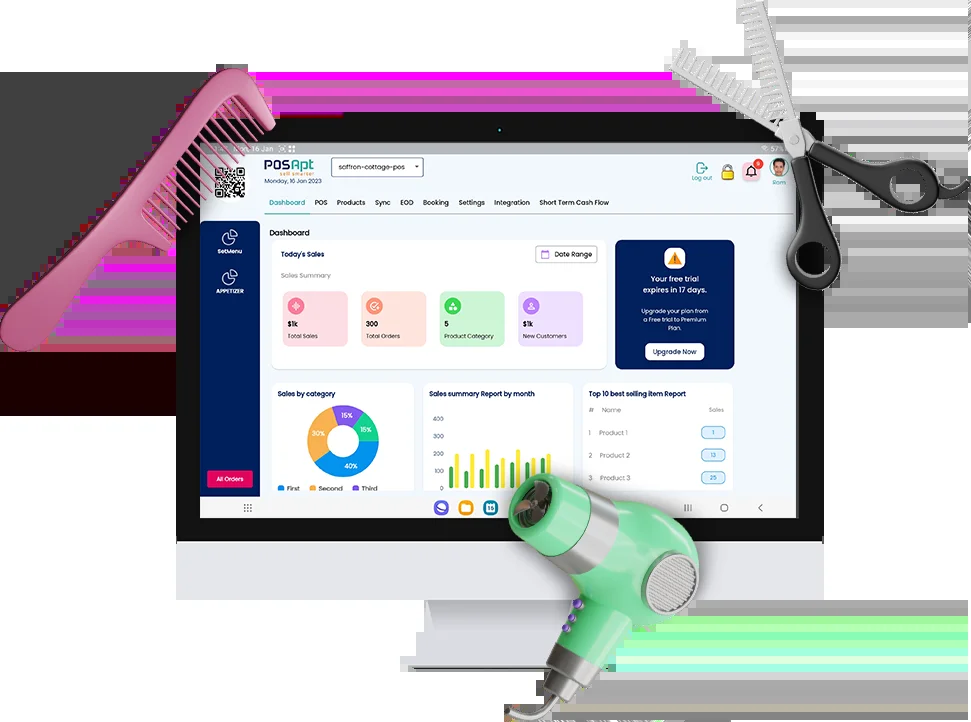 Mon, 16 Jan
57%
POSApt
sell smarter
Monday, 16 Jan 2023
saffron-cottage-pos
Log out
9
Ram
Dashboard POS Products Sync EOD Booking Settings Integration Short Term Cash Flow
SetMenu
APPETIZER
All Orders
Dashboard
Today's Sales
Date Range
Sales Summary
$1k
Total Sales
300
Total Orders
5
Product Category
$1k
New Customers
Your free trial
expires in 17 days.
Upgrade your plan from
a Free trial to Premium
Plan.
Upgrade Now
Sales by category
15%
15%
30%
40%
First Second Third
Sales summary Report by month
400
300
200
100
0
Top 10 best selling item Report
# Name Sales
1 Product 1 1
2 Product 2 13
3 Product 3 25